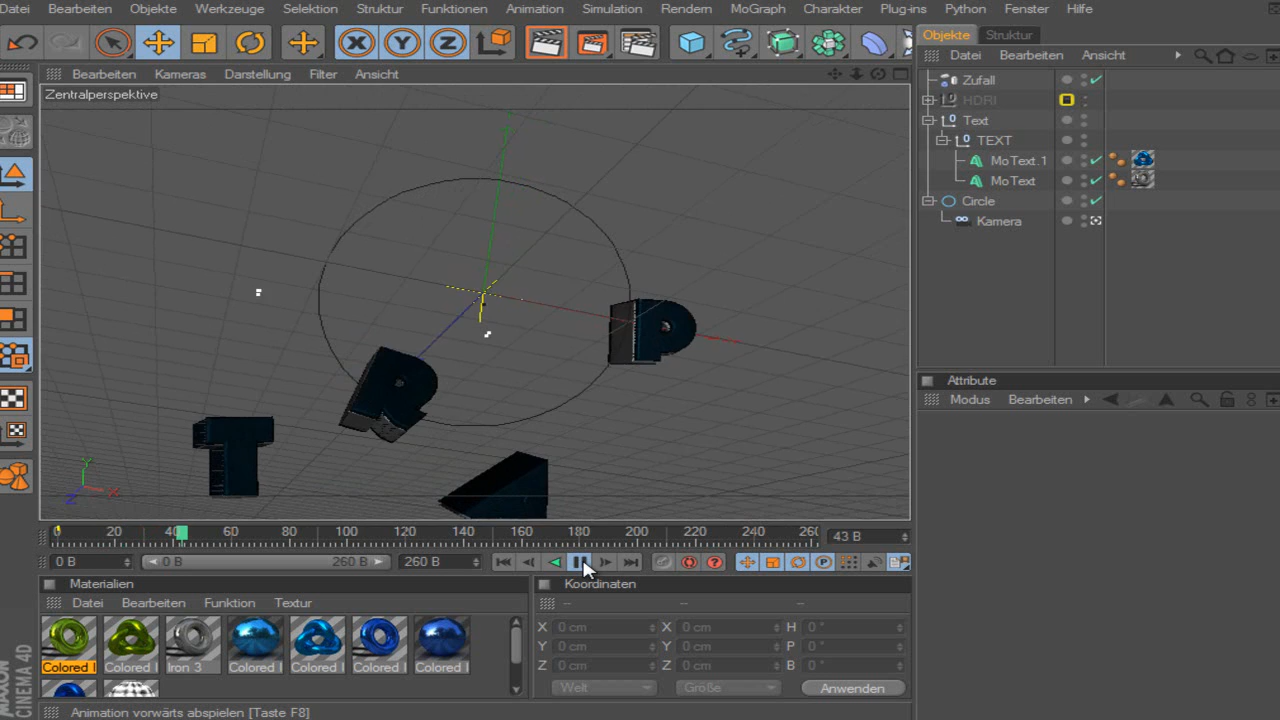 Datei Bearbeiten Objekte Werkzeuge Selektion Struktur Funktionen Animation Simulation Rendern MoGraph Charakter Plug-ins Python Fenster Hilfe
X Y Z
Objekte Struktur
Datei Bearbeiten Ansicht
Bearbeiten Kameras Darstellung Filter Ansicht
Zentralperspektive
Zufall
HDRI
Text
TEXT
MoText.1
MoText
Circle
Kamera
Y
Z X
P
R
T
Attribute
Modus Bearbeiten
0 20 40 60 80 100 120 140 160 180 200 220 240 26
43 B
0 B 0 B 260 B 260 B
P
Materialien
Datei Bearbeiten Funktion Textur
Colored I Colored I Iron 3 Colored I Colored I Colored I Colored I
Koordinaten
-- -- --
X 0 cm X 0 cm H 0 °
Y 0 cm Y 0 cm P 0 °
Z 0 cm Z 0 cm B 0 °
Welt Größe Anwenden
MAXON
CINEMA 4D
Animation vorwärts abspielen [Taste F8]